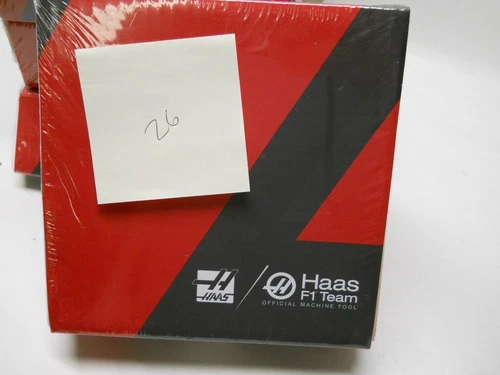 26
HAAS
Haas
F1 Team
OFFICIAL MACHINE TOOL